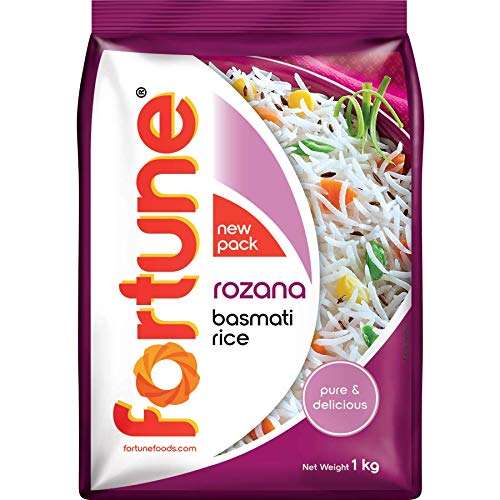 fortune®
new
pack
rozana
basmati
rice
pure &
delicious
fortunefoods.com
Net Weight 1 kg